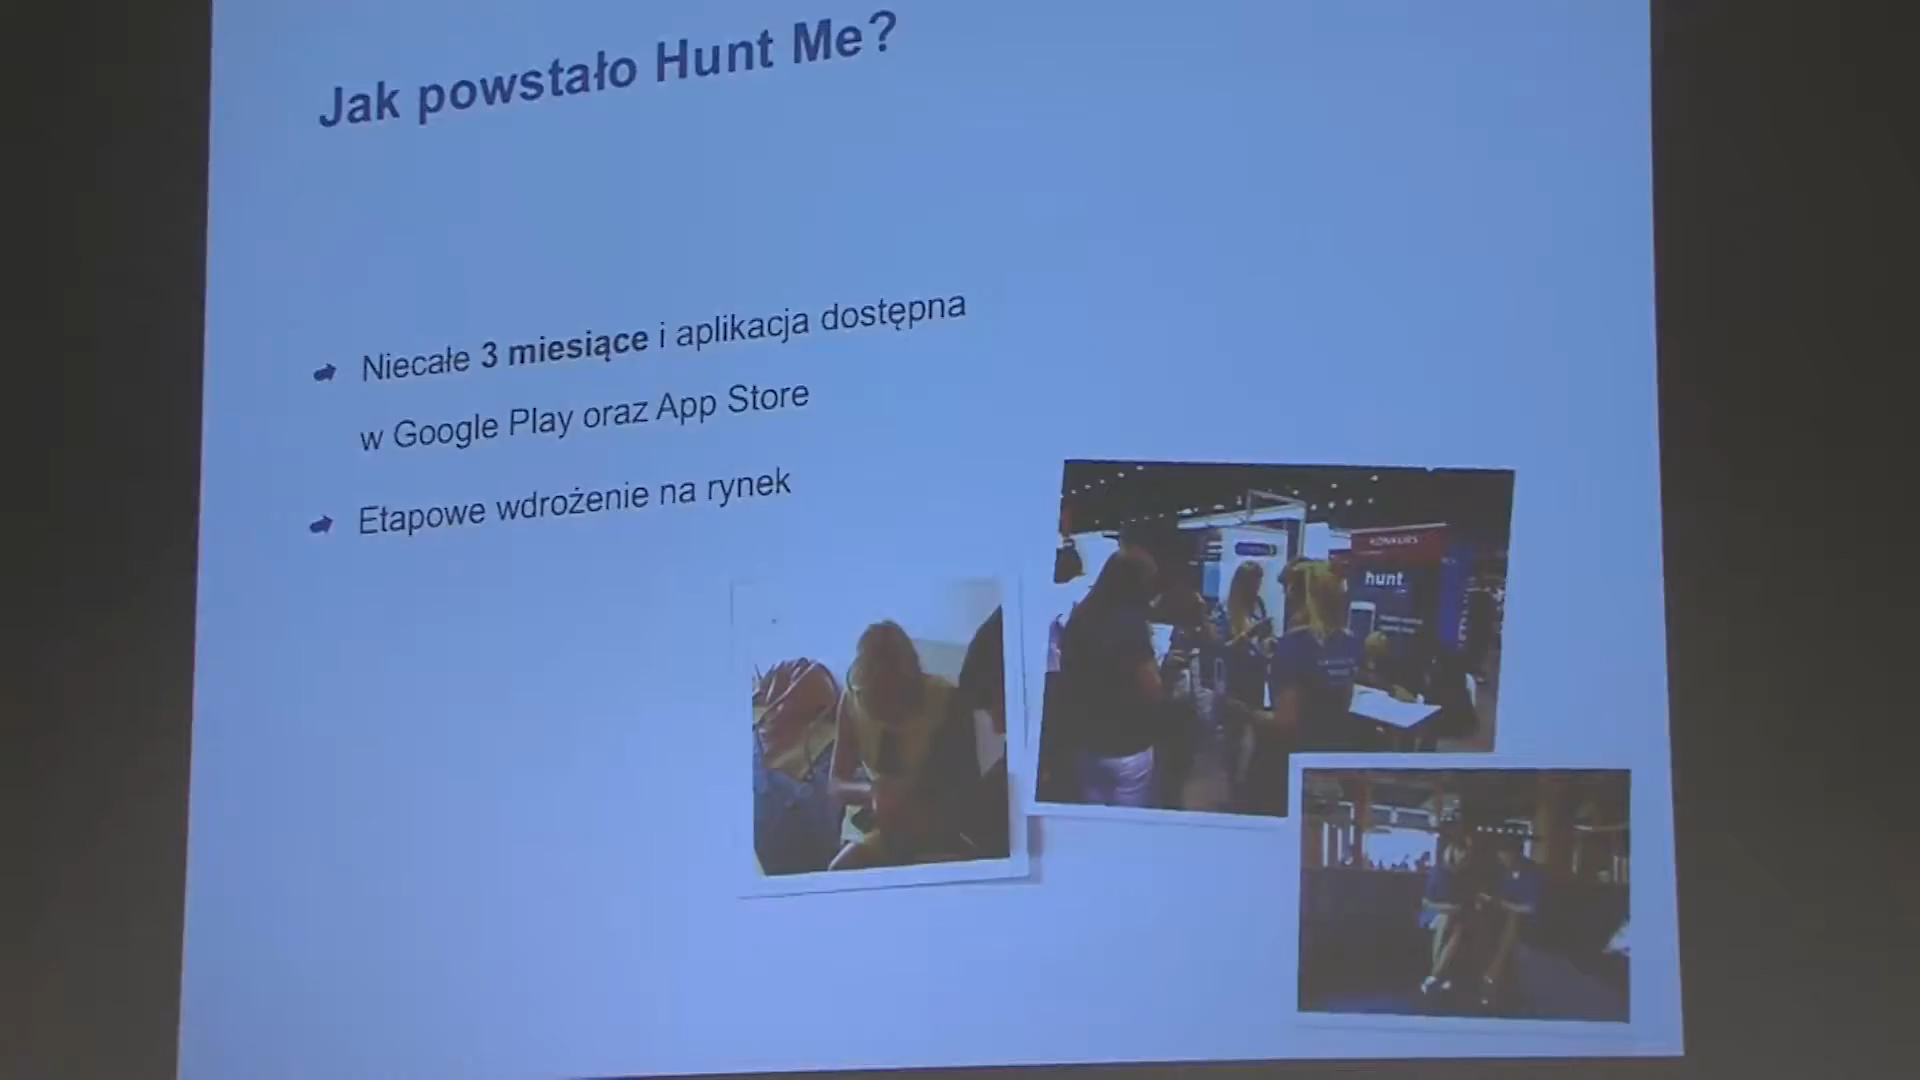 Jak powstało Hunt Me?
Niecałe 3 miesiące i aplikacja dostępna
w Google Play oraz App Store
Etapowe wdrożenie na rynek
KONKURS
hunt